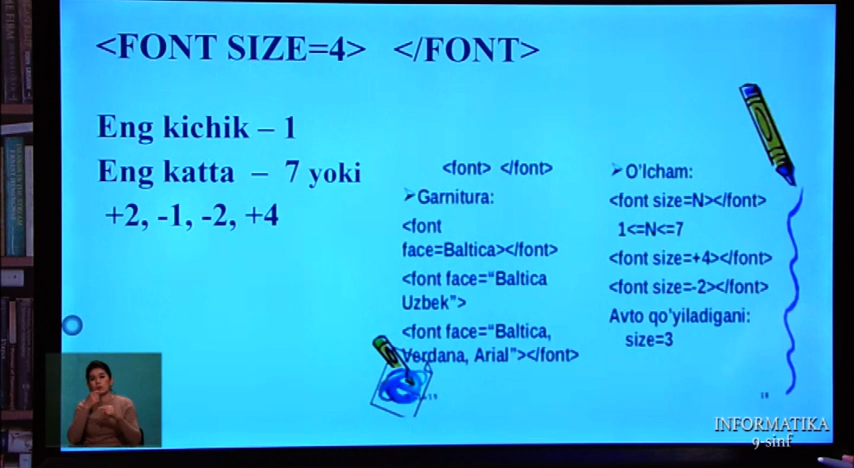 <FONT SIZE=4> </FONT>
Eng kichik – 1
Eng katta – 7 yoki
+2, -1, -2, +4
<font> </font>
➢Garnitura:
<font
face=Baltica></font>
<font face="Baltica
Uzbek">
<font face="Baltica,
Verdana, Arial"></font>
➢O'lcham:
<font size=N></font>
1<=N<=7
<font size=+4></font>
<font size=-2></font>
Avto qo'yiladigani:
size=3
19
18
INFORMATIKA
9-sinf